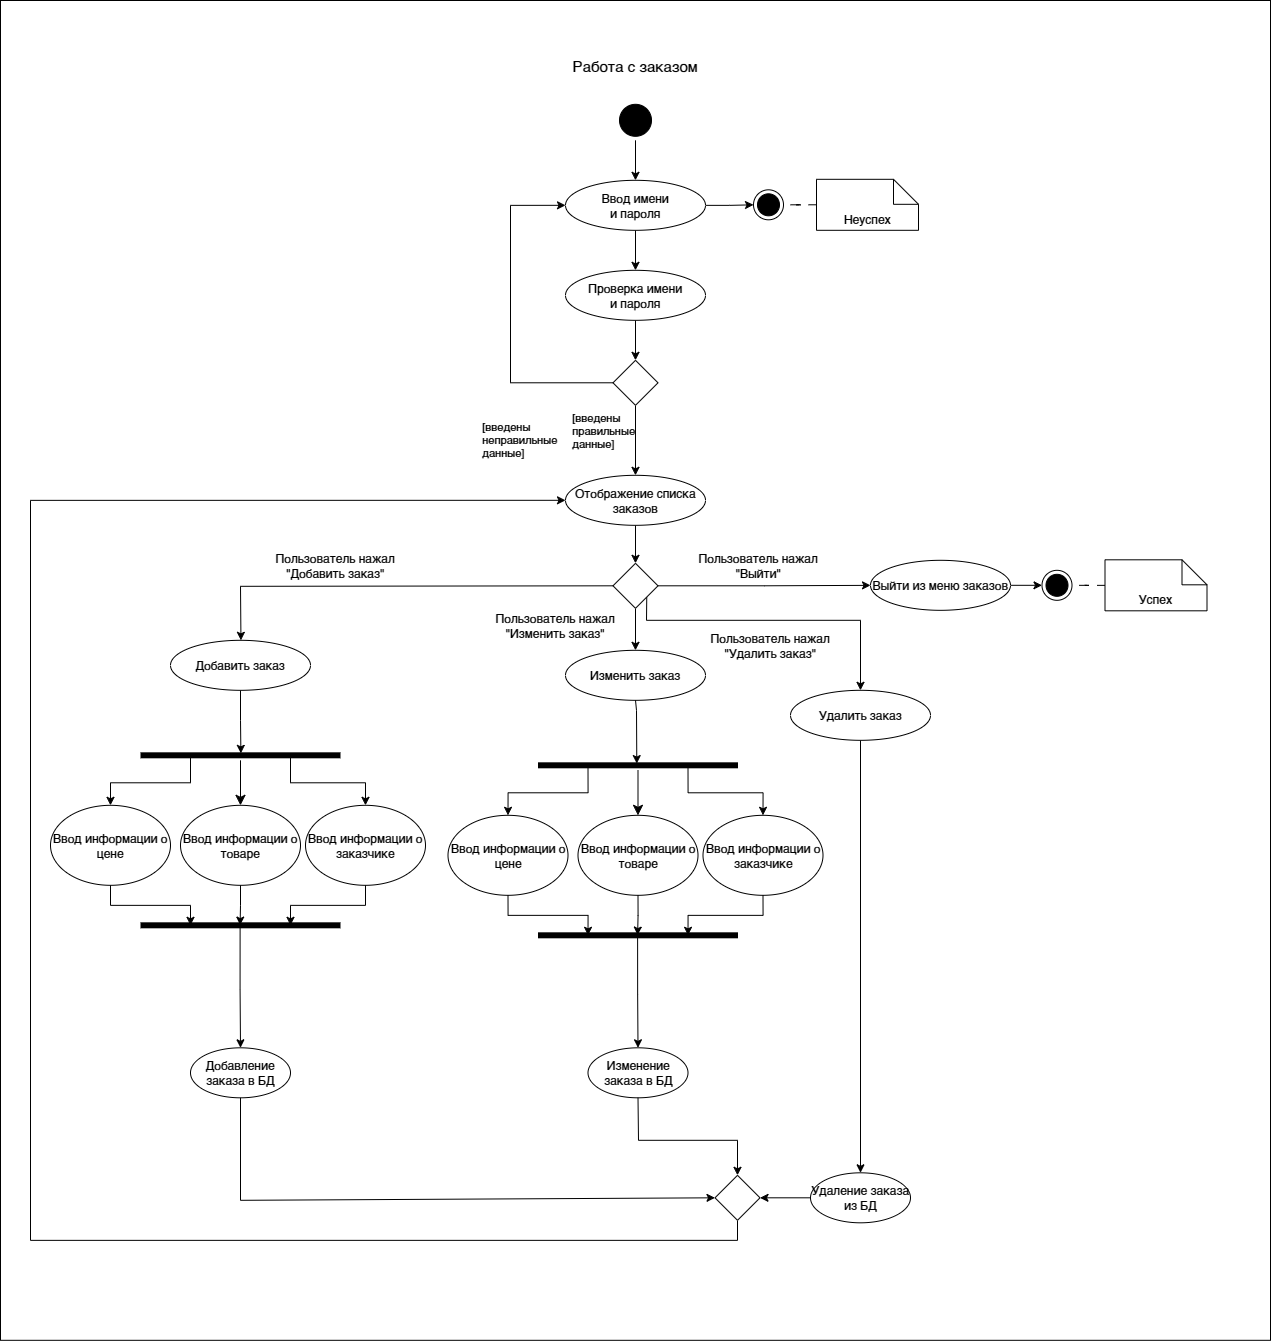 Работа с заказом
Ввод имени
и пароля
Неуспех
Проверка имени
и пароля
[введены
неправильные
данные]
[введены
правильные
данные]
Отображение списка
заказов
Пользователь нажал
"Добавить заказ"
Пользователь нажал
"Выйти"
Выйти из меню заказов
Успех
Пользователь нажал
"Изменить заказ"
Пользователь нажал
"Удалить заказ"
Добавить заказ
Изменить заказ
Удалить заказ
Ввод информации о
цене
Ввод информации о
товаре
Ввод информации о
заказчике
Ввод информации о
цене
Ввод информации о
товаре
Ввод информации о
заказчике
Добавление
заказа в БД
Изменение
заказа в БД
Удаление заказа
из БД